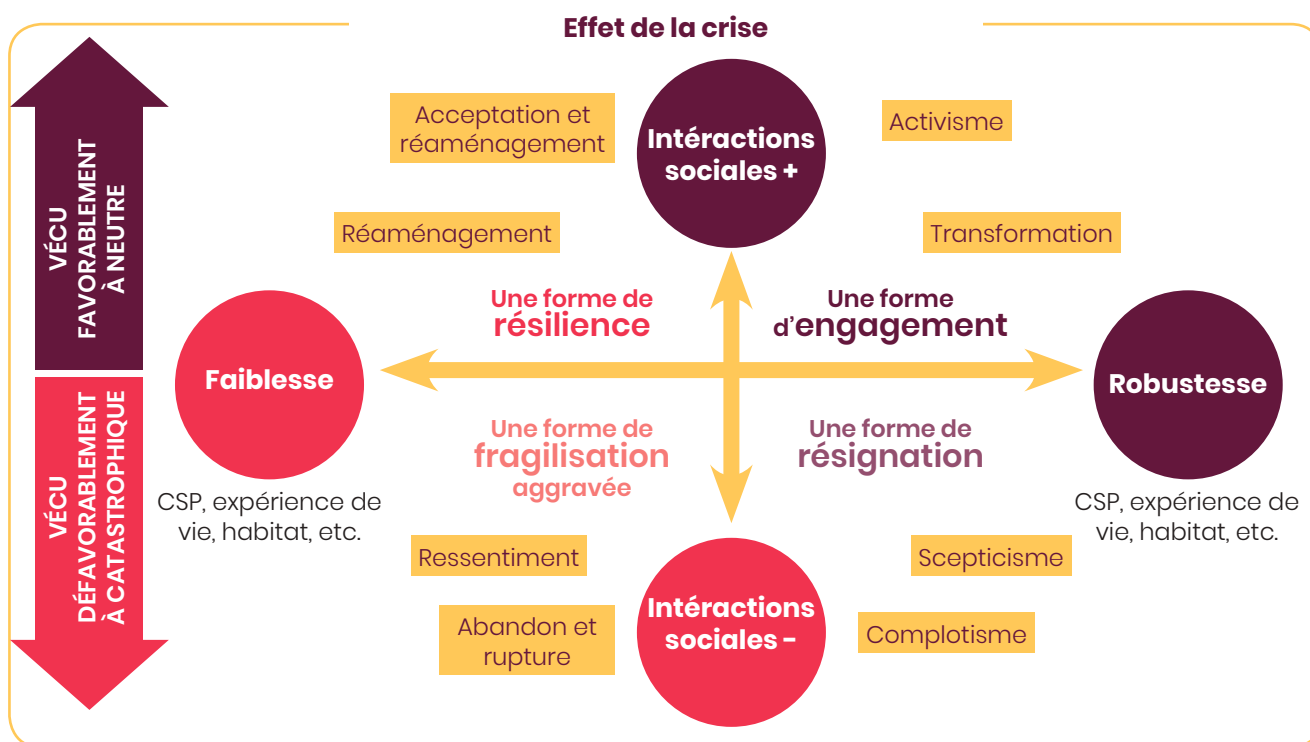 Effet de la crise
VÉCU
FAVORABLEMENT
À NEUTRE
Acceptation et
réaménagement
Intéractions
sociales +
Activisme
Réaménagement
Transformation
Une forme de
résilience
Une forme
d'engagement
Faiblesse
Robustesse
VÉCU
DÉFAVORABLEMENT
À CATASTROPHIQUE
Une forme de
fragilisation
aggravée
Une forme de
résignation
CSP, expérience de
vie, habitat, etc.
CSP, expérience de
vie, habitat, etc.
Ressentiment
Scepticisme
Abandon et
rupture
Intéractions
sociales -
Complotisme